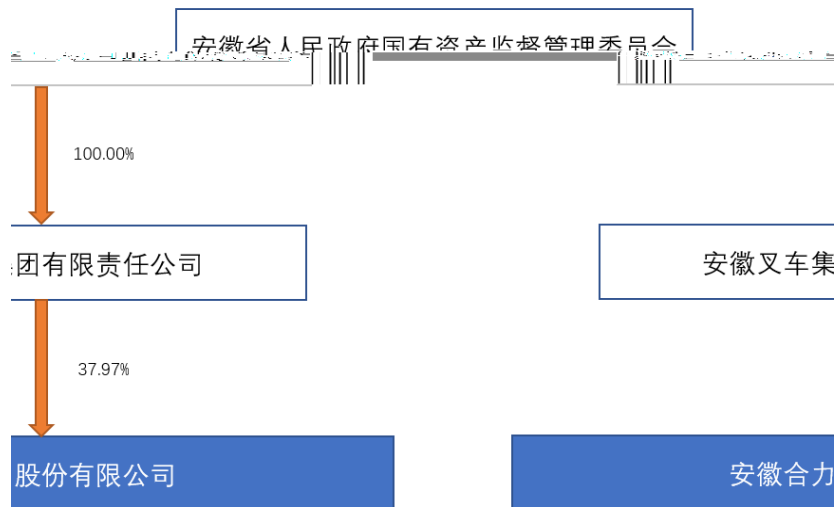 安徽省人民政府国有资产监督管理委员会
100.00%
团有限责任公司
安徽叉车集
37.97%
股份有限公司
安徽合力